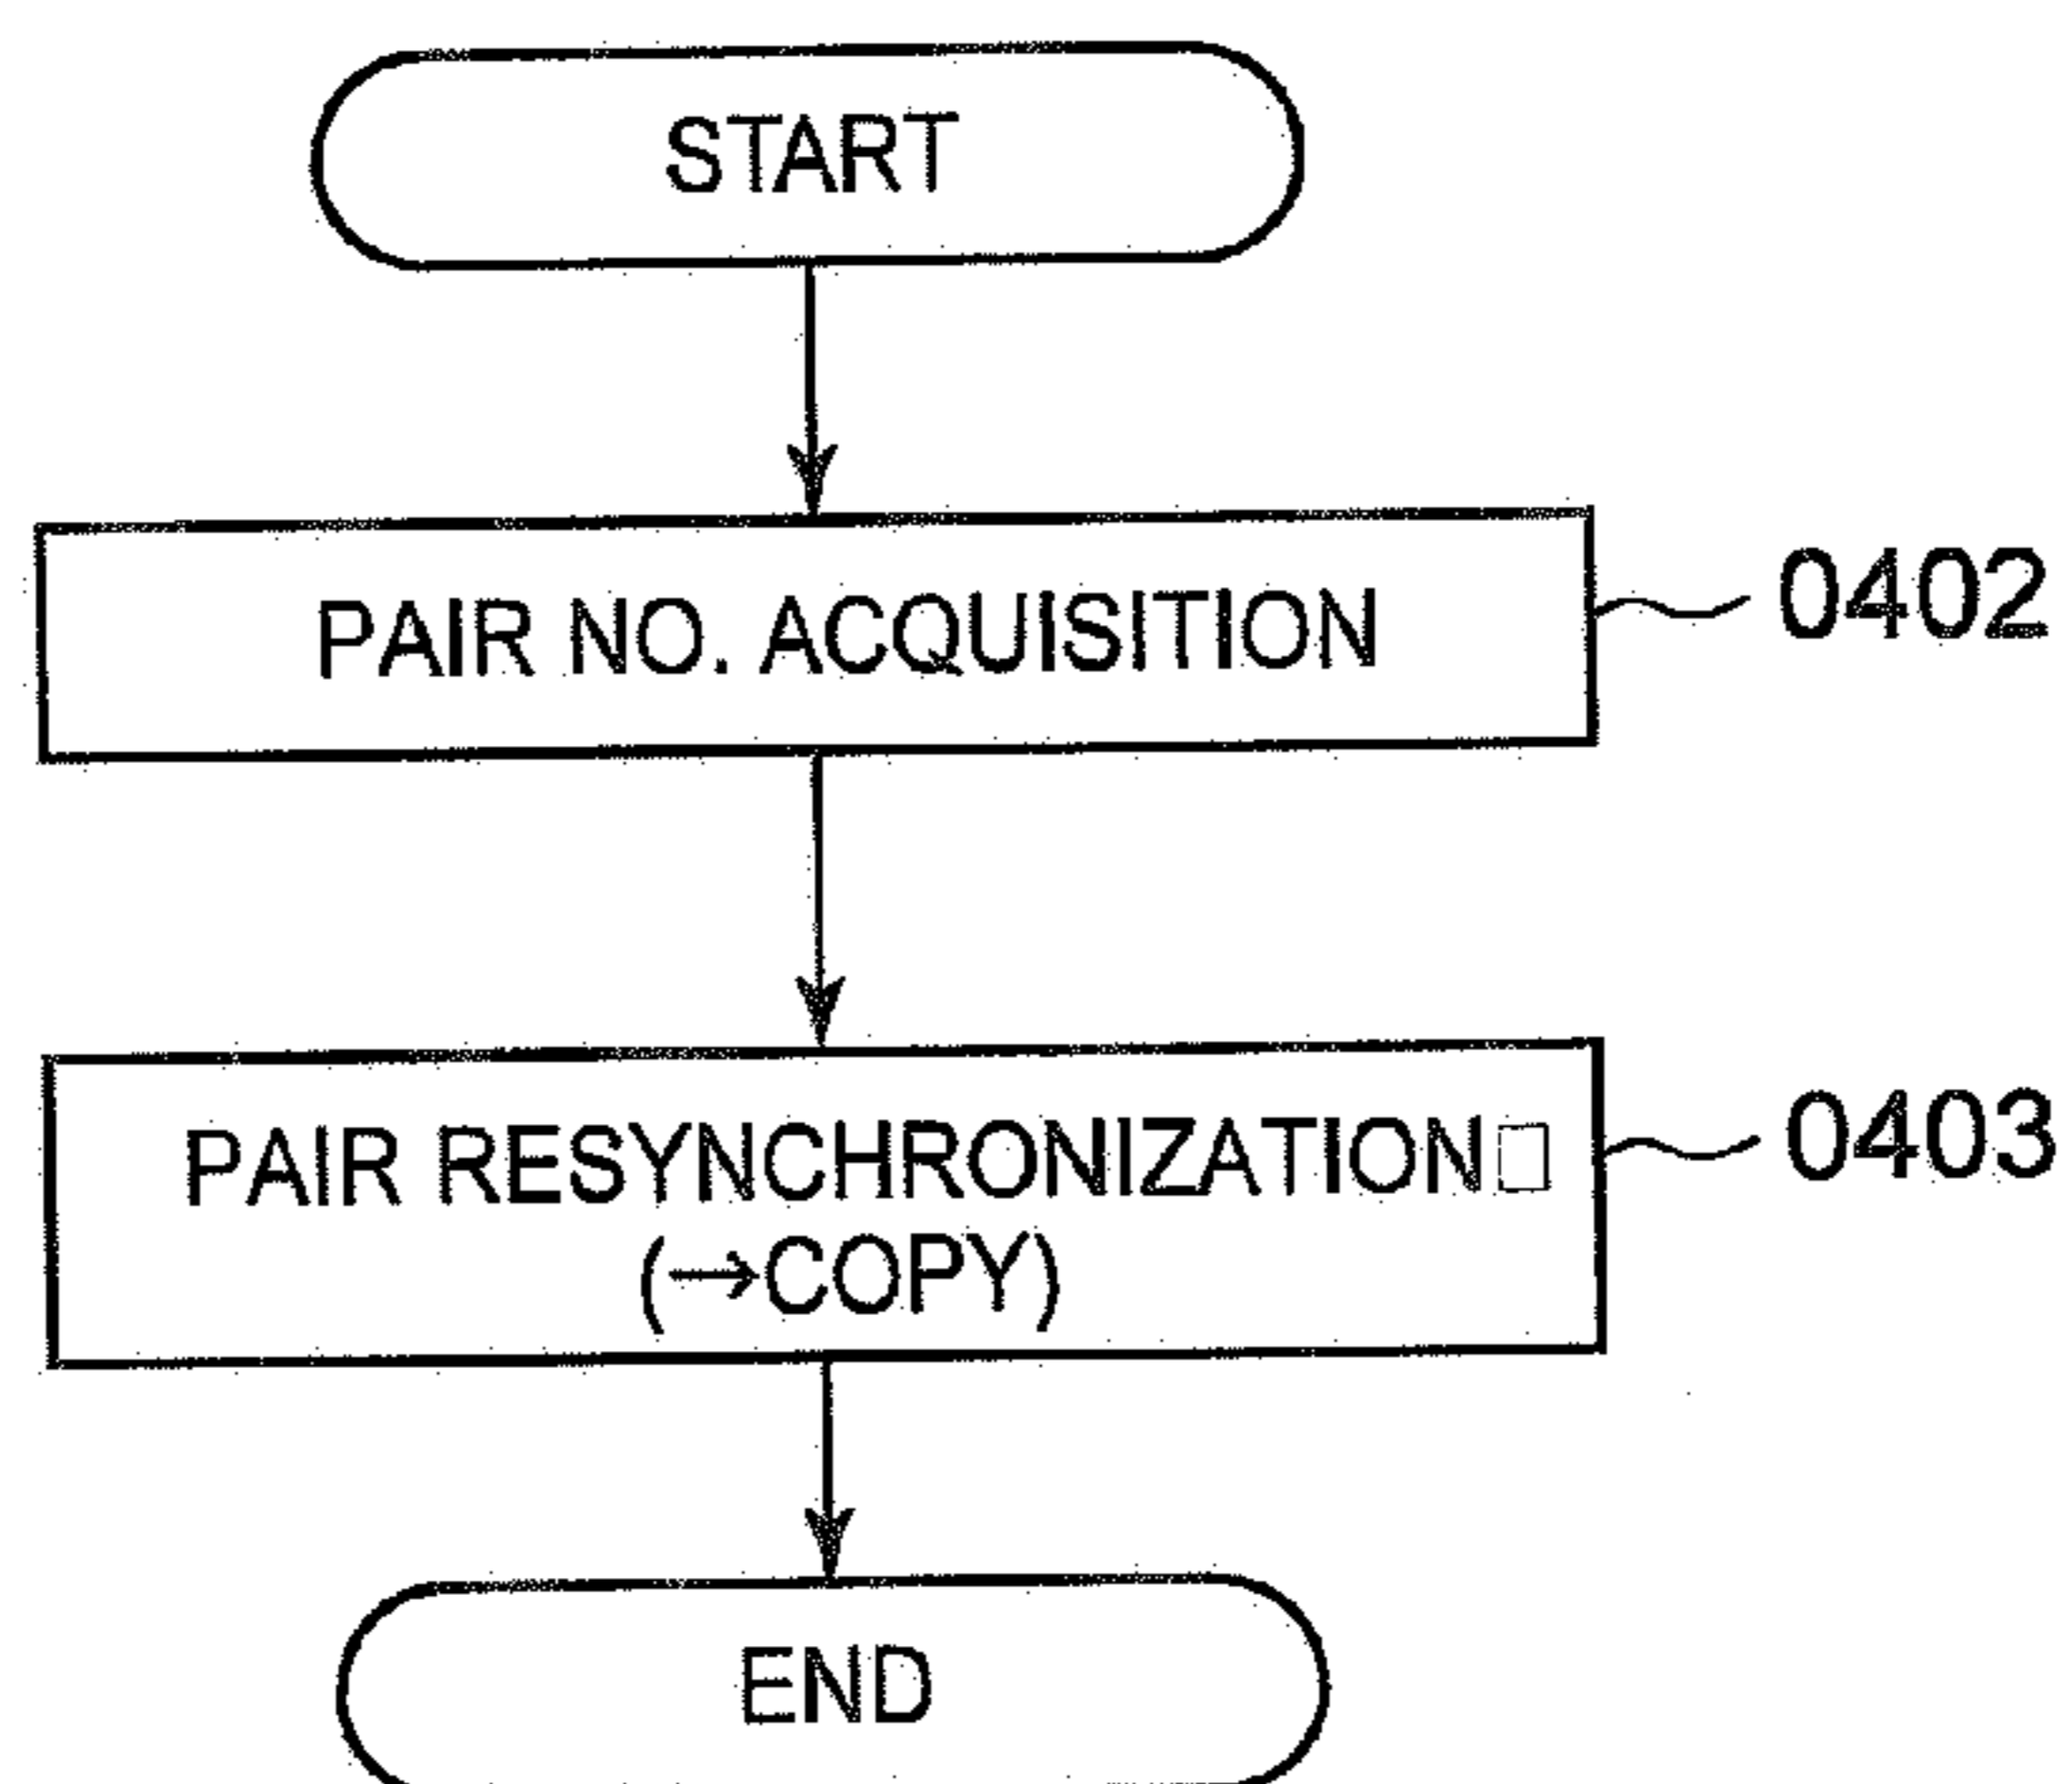 START
PAIR NO. ACQUISITION
0402
PAIR RESYNCHRONIZATION□
(→COPY)
0403
END